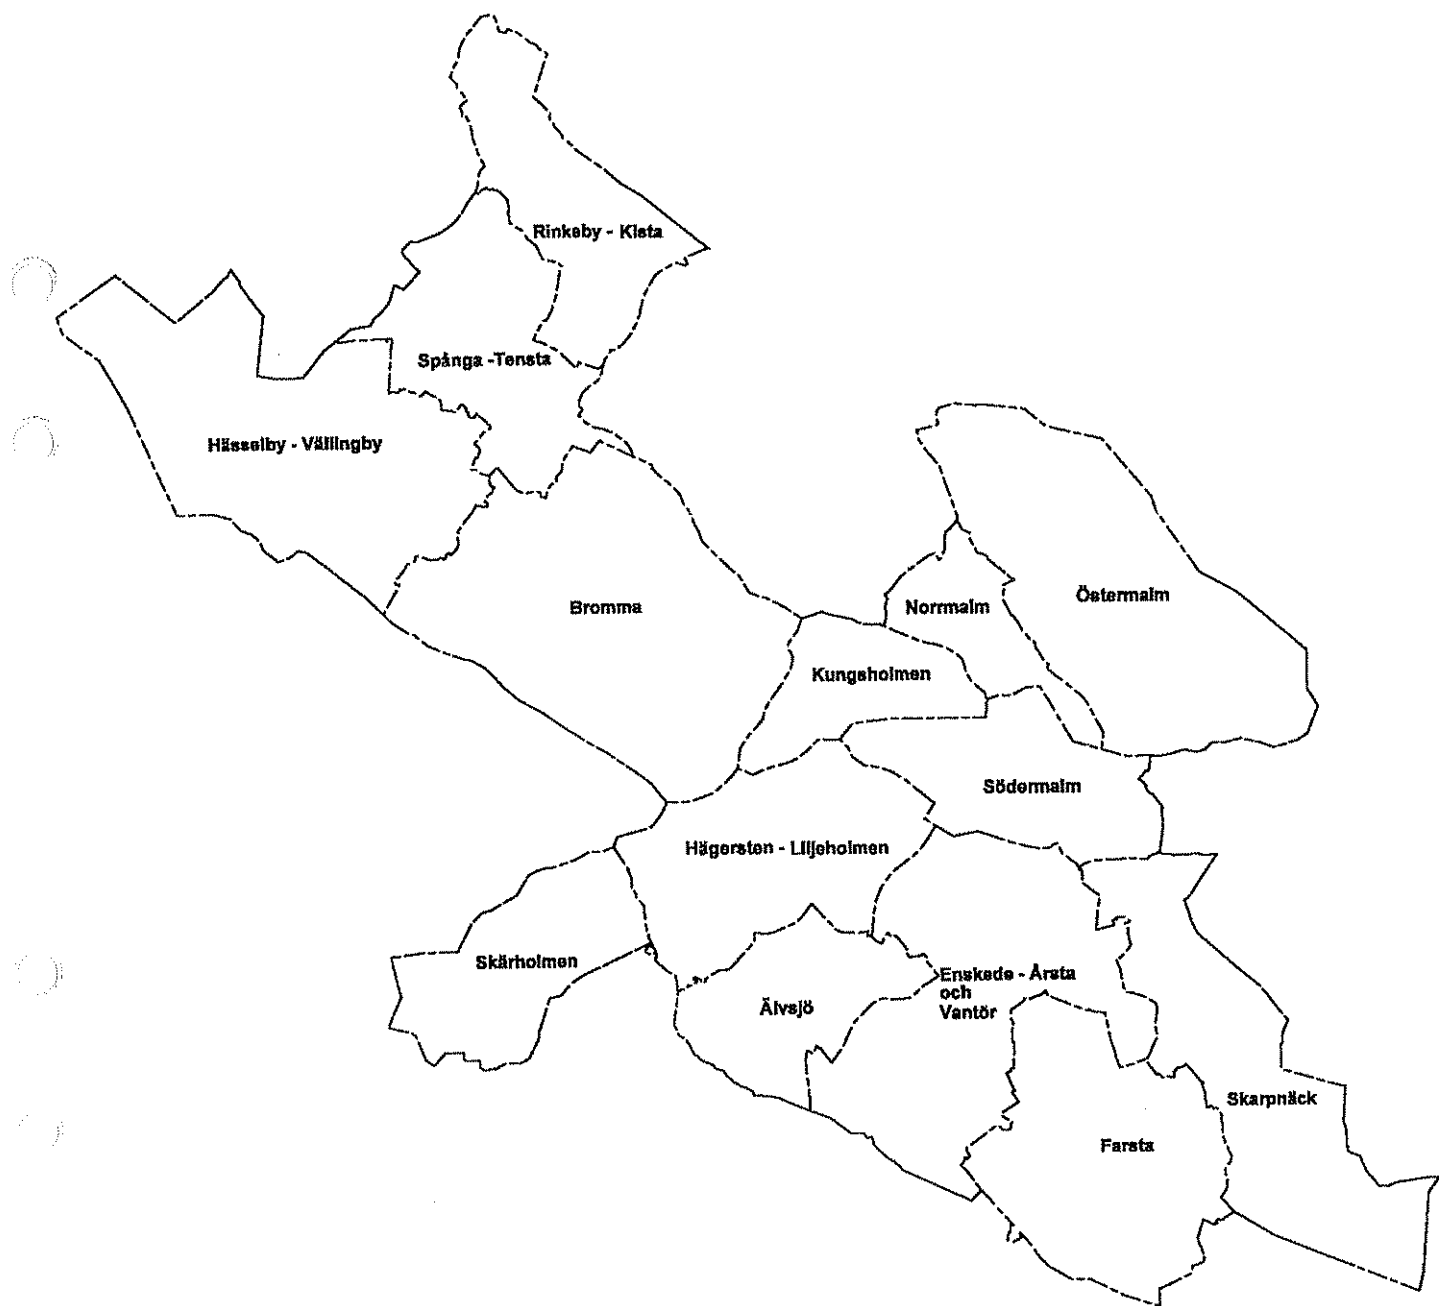 Rinkeby - Kista
Spånga -Tensta
Hässelby - Vällingby
Bromma
Norrmalm
Östermalm
Kungsholmen
Södermalm
Hägersten - Liljeholmen
Skärholmen
Älvsjö
Enskede - Årsta
och
Vantör
Skarpnäck
Farsta